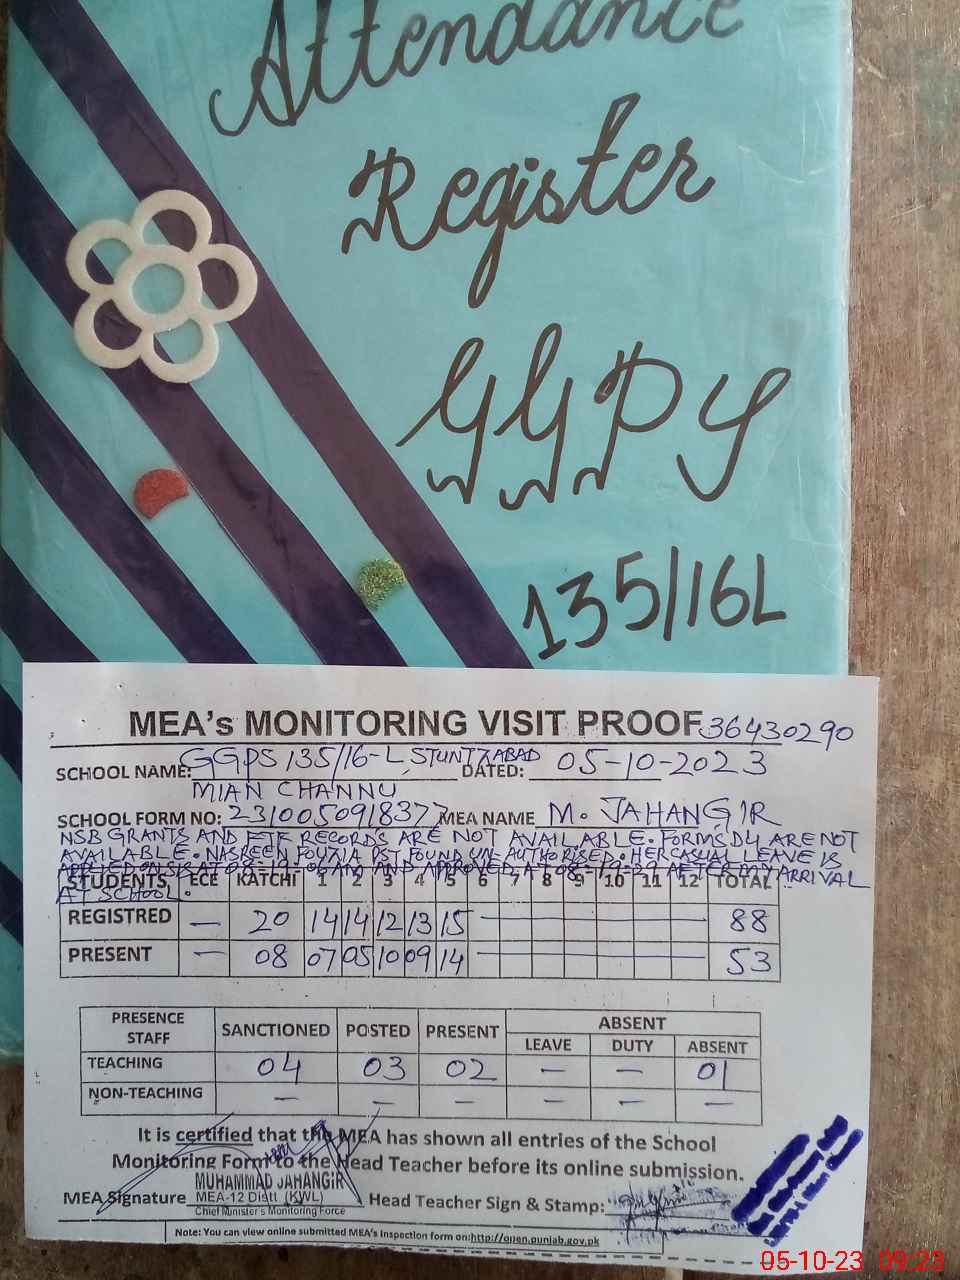 Attendance
Register
GGPS
135/16L
MEA's MONITORING VISIT PROOF 36430290
SCHOOL NAME: GGPS 135/16-L, STUNTZABAD DATED: 05-10-2023
MIAN CHANNU
SCHOOL FORM NO: 231005091837 MEA NAME M. JAHANGIR
NSB GRANTS AND FTF RECORDS ARE NOT AVAILABLE. FORMS D4 ARE NOT
AVAILABLE. NASREEN FOUZIA PST FOUND UN AUTHORISED. HER CASUAL LEAVE IS
APPLIED ON SIS AT AND APPROVED AT AFTER MY ARRIVAL
AT SCHOOL.
STUDENTS ECE KATCHI 1 2 3 4 5 6 7 8 9 10 11 12 TOTAL
REGISTRED — 20 14 14 12 13 15 — 88
PRESENT — 08 07 05 10 09 14 — 53
PRESENCE STAFF SANCTIONED POSTED PRESENT ABSENT
LEAVE DUTY ABSENT
TEACHING 04 03 02 — — 01
NON-TEACHING — — — — — —
It is certified that the MEA has shown all entries of the School
Monitoring Form to the Head Teacher before its online submission.
MUHAMMAD JAHANGIR
MEA Signature MEA-12 Distt (KWL) Head Teacher Sign & Stamp:
Chief Minister's Monitoring Force
Note: You can view online submitted MEA's inspection form on:http://open.punjab.gov.pk
05-10-23 09:23